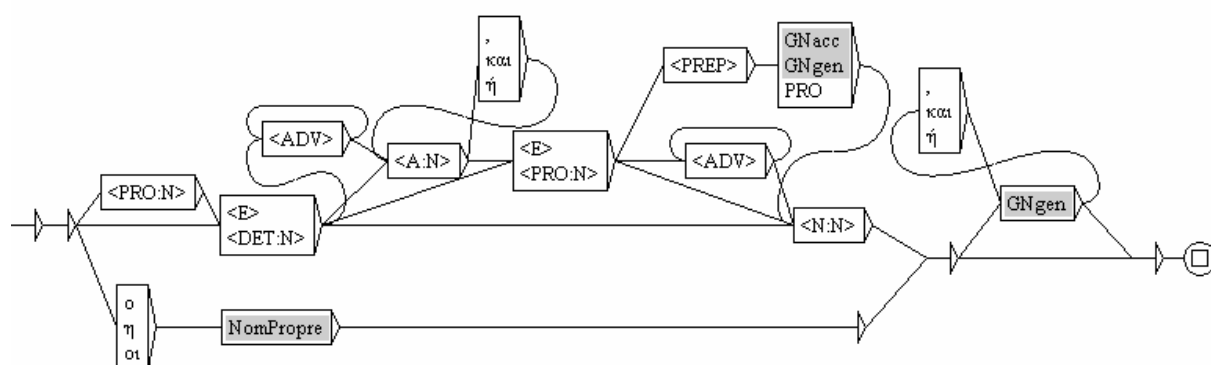 ,
και
ή
<ADV>
<A:N>
<PRO:N>
<E>
<DET:N>
<E>
<PRO:N>
<PREP>
GNacc
GNgen
PRO
<ADV>
<N:N>
,
και
ή
GNgen
ο
η
οι
NomPropre